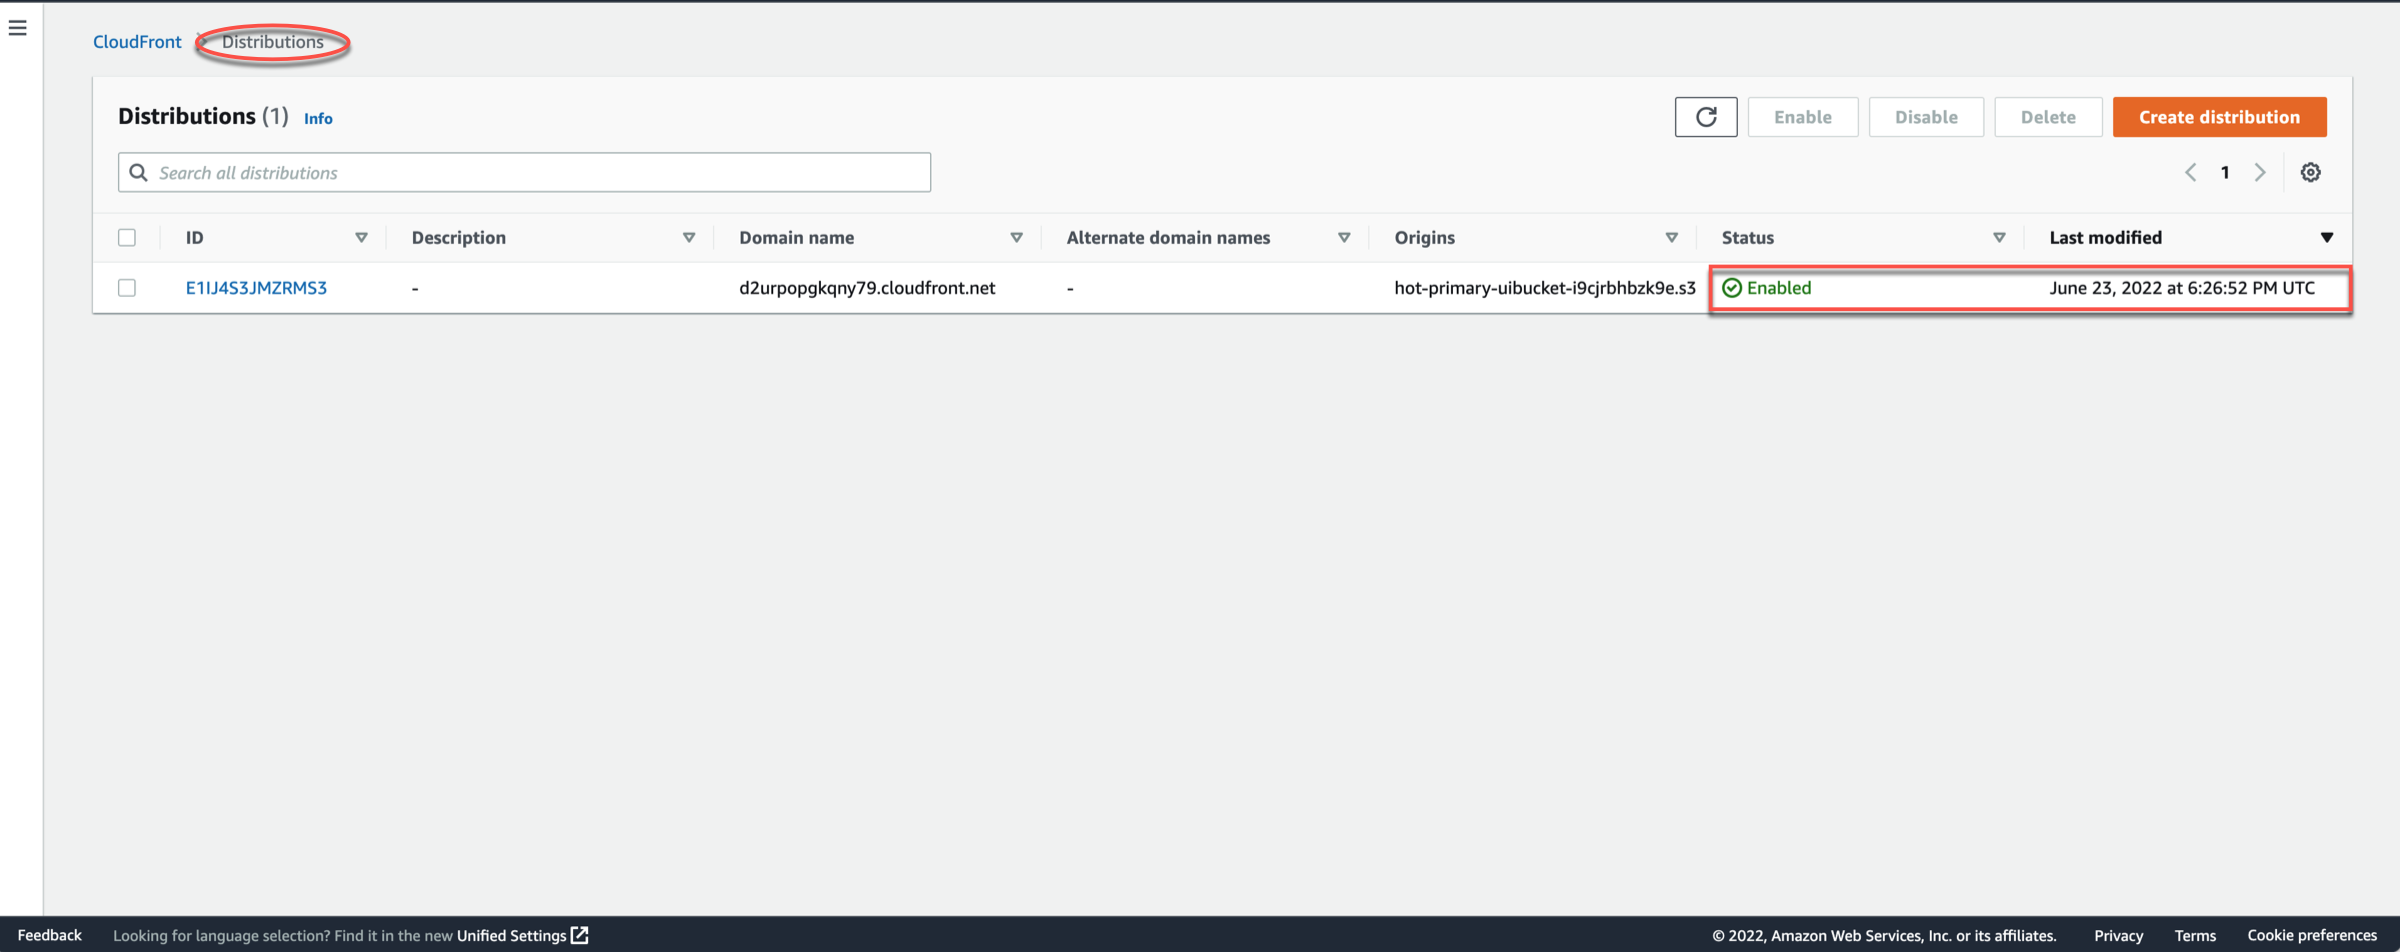 CloudFront > Distributions
Distributions (1) Info
Enable Disable Delete Create distribution
Search all distributions
1
ID Description Domain name Alternate domain names Origins Status Last modified
E1IJ4S3JMZRMS3 - d2urpopgkqny79.cloudfront.net - hot-primary-uibucket-i9cjrbhbzk9e.s3 Enabled June 23, 2022 at 6:26:52 PM UTC
Feedback Looking for language selection? Find it in the new Unified Settings © 2022, Amazon Web Services, Inc. or its affiliates. Privacy Terms Cookie preferences